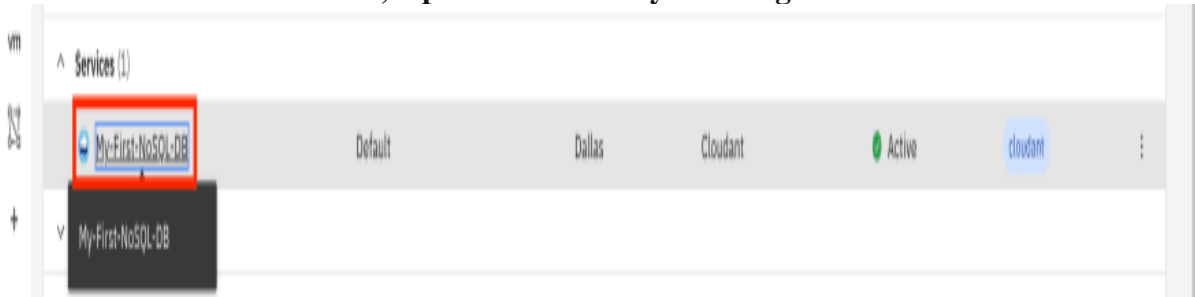 vm
^ Services (1)
My-First-NoSQL-DB Default Dallas Cloudant Active cloudant
My-First-NoSQL-DB